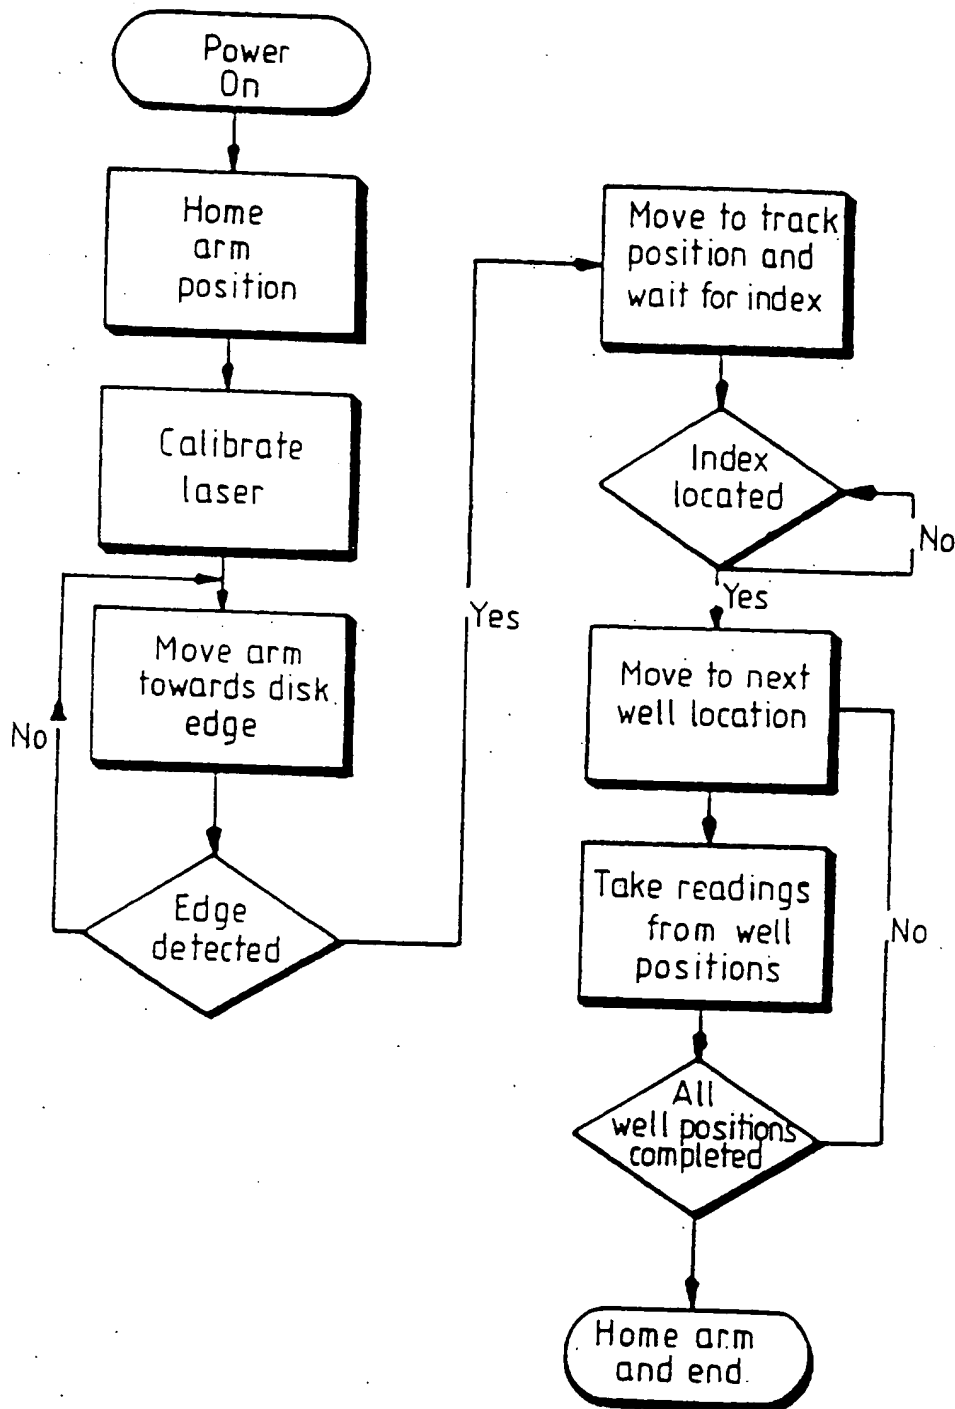 Power
On
Home
arm
position
Calibrate
laser
Move arm
towards disk
edge
No
Edge
detected
Yes
Move to track
position and
wait for index
Index
located
No
Yes
Move to next
well location
Take readings
from well
positions
No
All
well positions
completed
Home arm
and end